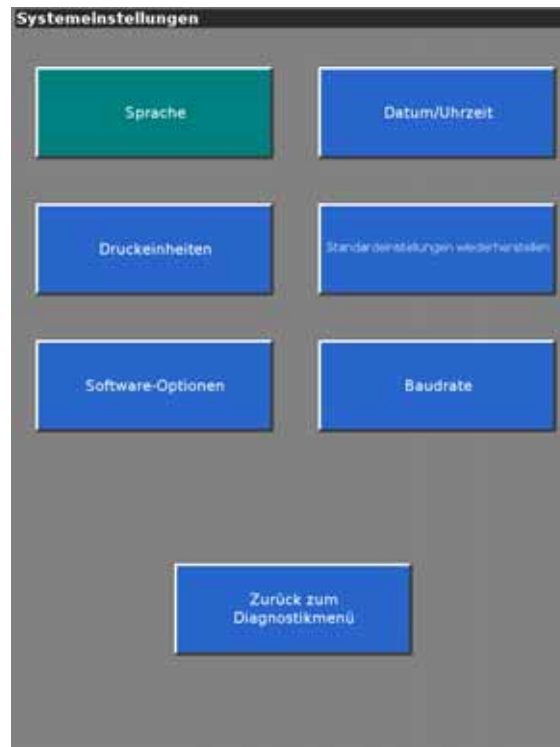 Systemeinstellungen
Sprache
Datum/Uhrzeit
Druckeinheiten
Standardeinstellungen wiederherstellen
Software-Optionen
Baudrate
Zurück zum
Diagnostikmenü